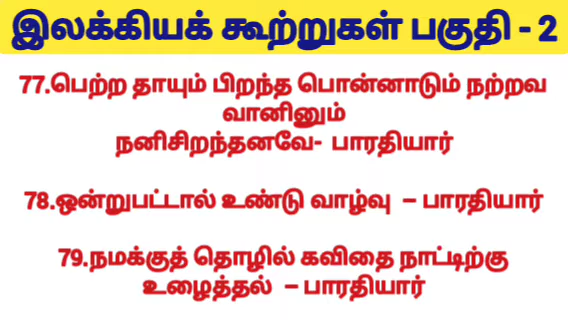 இலக்கியக் கூற்றுகள் பகுதி - 2
77.பெற்ற தாயும் பிறந்த பொன்னாடும் நற்றவ
வானினும்
நனிசிறந்தனவே- பாரதியார்
78.ஒன்றுபட்டால் உண்டு வாழ்வு – பாரதியார்
79.நமக்குத் தொழில் கவிதை நாட்டிற்கு
உழைத்தல் – பாரதியார்